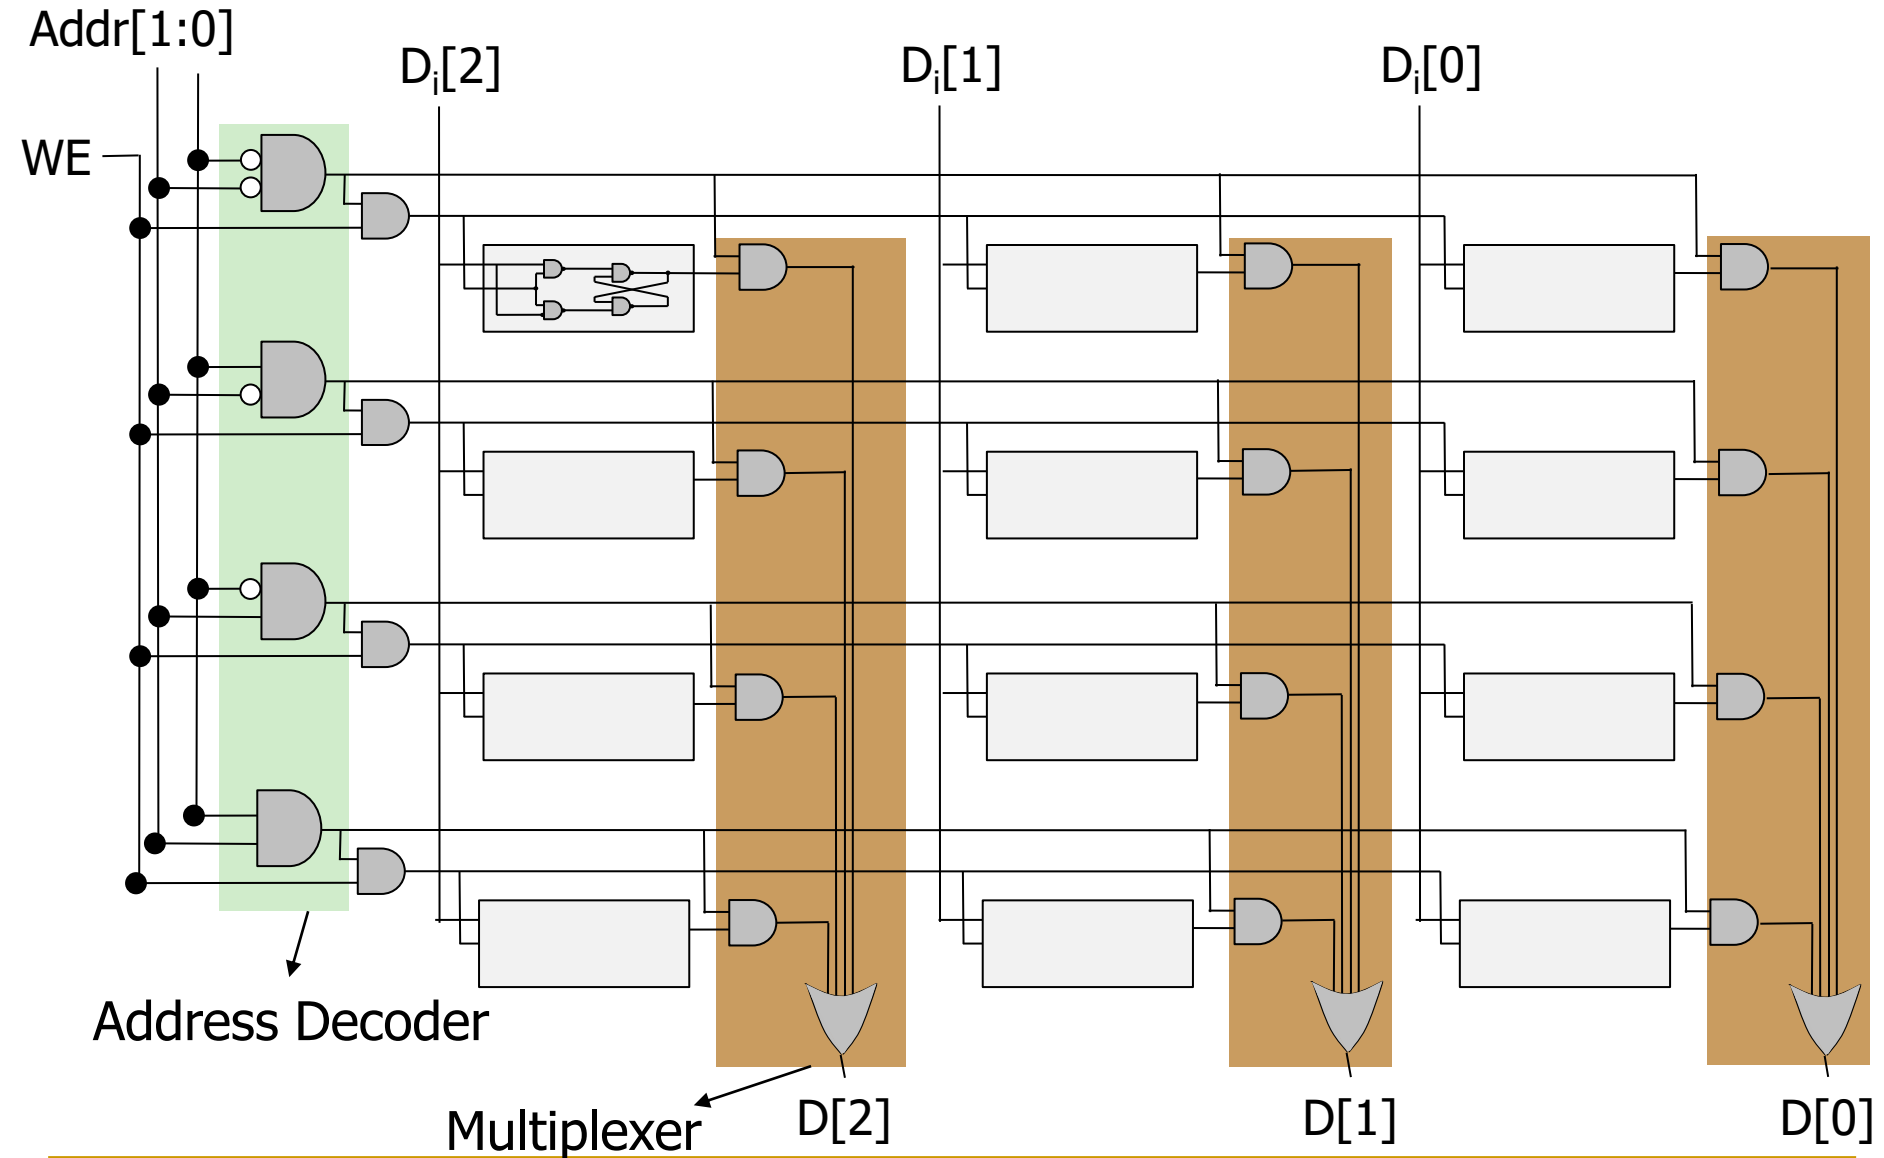 Addr[1:0]
Di[2]
Di[1]
Di[0]
WE
Address Decoder
Multiplexer
D[2]
D[1]
D[0]